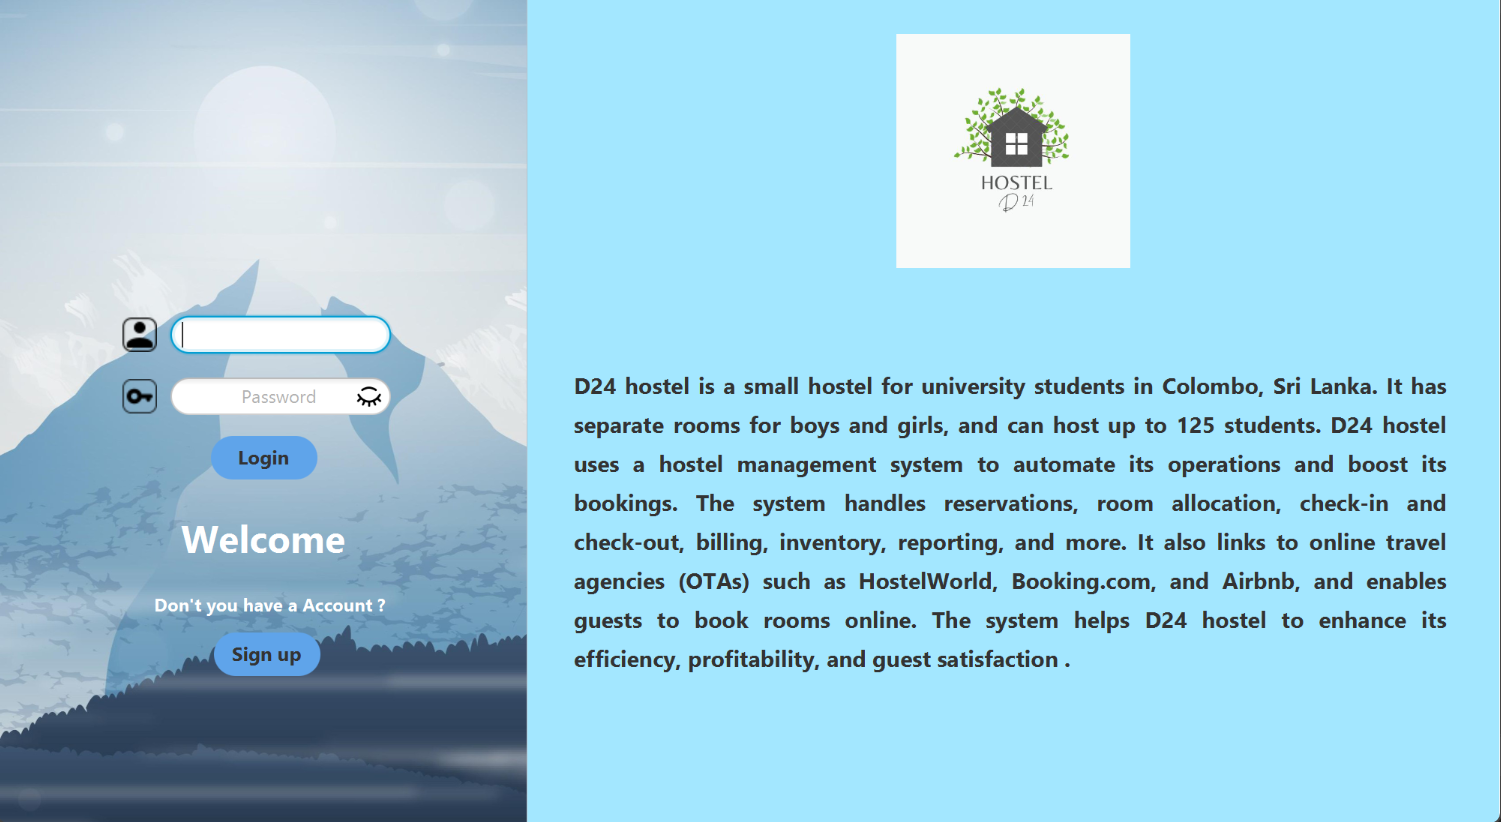 Password
Login
Welcome
Don't you have a Account ?
Sign up
HOSTEL
D 24
D24 hostel is a small hostel for university students in Colombo, Sri Lanka. It has
separate rooms for boys and girls, and can host up to 125 students. D24 hostel
uses a hostel management system to automate its operations and boost its
bookings. The system handles reservations, room allocation, check-in and
check-out, billing, inventory, reporting, and more. It also links to online travel
agencies (OTAs) such as HostelWorld, Booking.com, and Airbnb, and enables
guests to book rooms online. The system helps D24 hostel to enhance its
efficiency, profitability, and guest satisfaction .